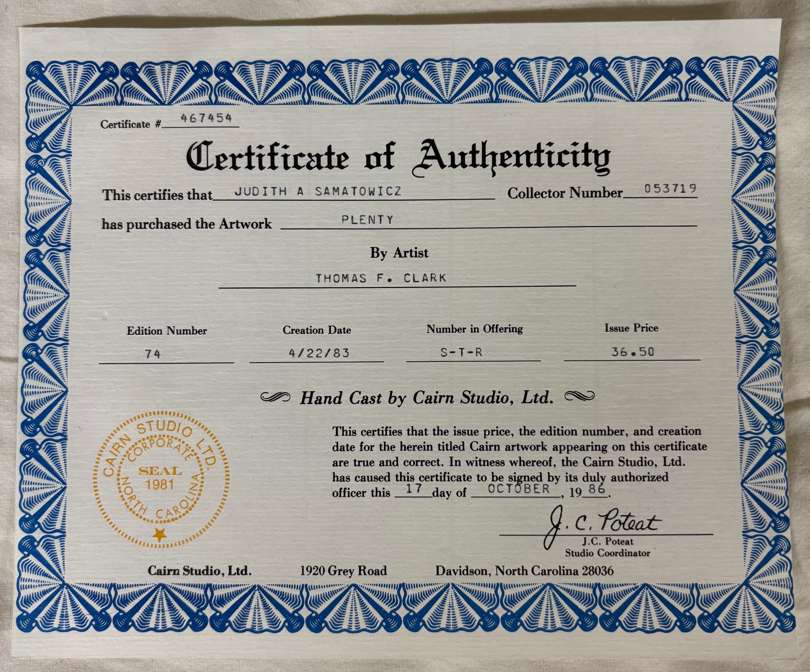 Certificate # 467454
Certificate of Authenticity
This certifies that JUDITH A SAMATOWICZ Collector Number 053719
has purchased the Artwork PLENTY
By Artist
THOMAS F. CLARK
Edition Number Creation Date Number in Offering Issue Price
74 4/22/83 S-T-R 36.50
Hand Cast by Cairn Studio, Ltd.
This certifies that the issue price, the edition number, and creation
date for the herein titled Cairn artwork appearing on this certificate
are true and correct. In witness whereof, the Cairn Studio, Ltd.
has caused this certificate to be signed by its duly authorized
officer this 17 day of OCTOBER, 1986.
CAIRN STUDIO LTD.
CORPORATE
SEAL
1981
NORTH CAROLINA
J. C. Poteat
J.C. Poteat
Studio Coordinator
Cairn Studio, Ltd. 1920 Grey Road Davidson, North Carolina 28036